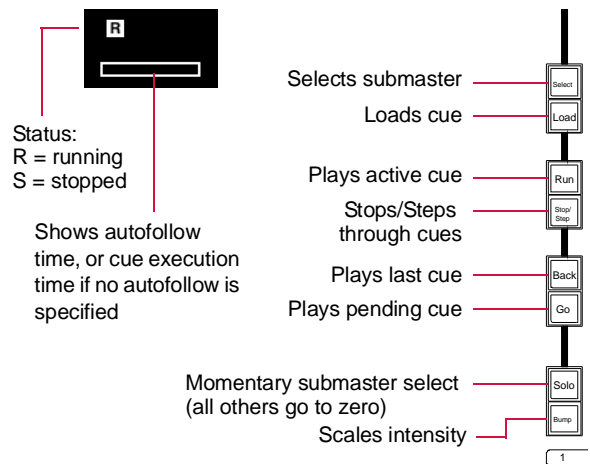 R
Status:
R = running
S = stopped
Shows autofollow
time, or cue execution
time if no autofollow is
specified
Selects submaster
Select
Loads cue
Load
Plays active cue
Run
Stops/Steps
through cues
Stop/
Step
Plays last cue
Back
Plays pending cue
Go
Momentary submaster select
(all others go to zero)
Solo
Scales intensity
Bump
1